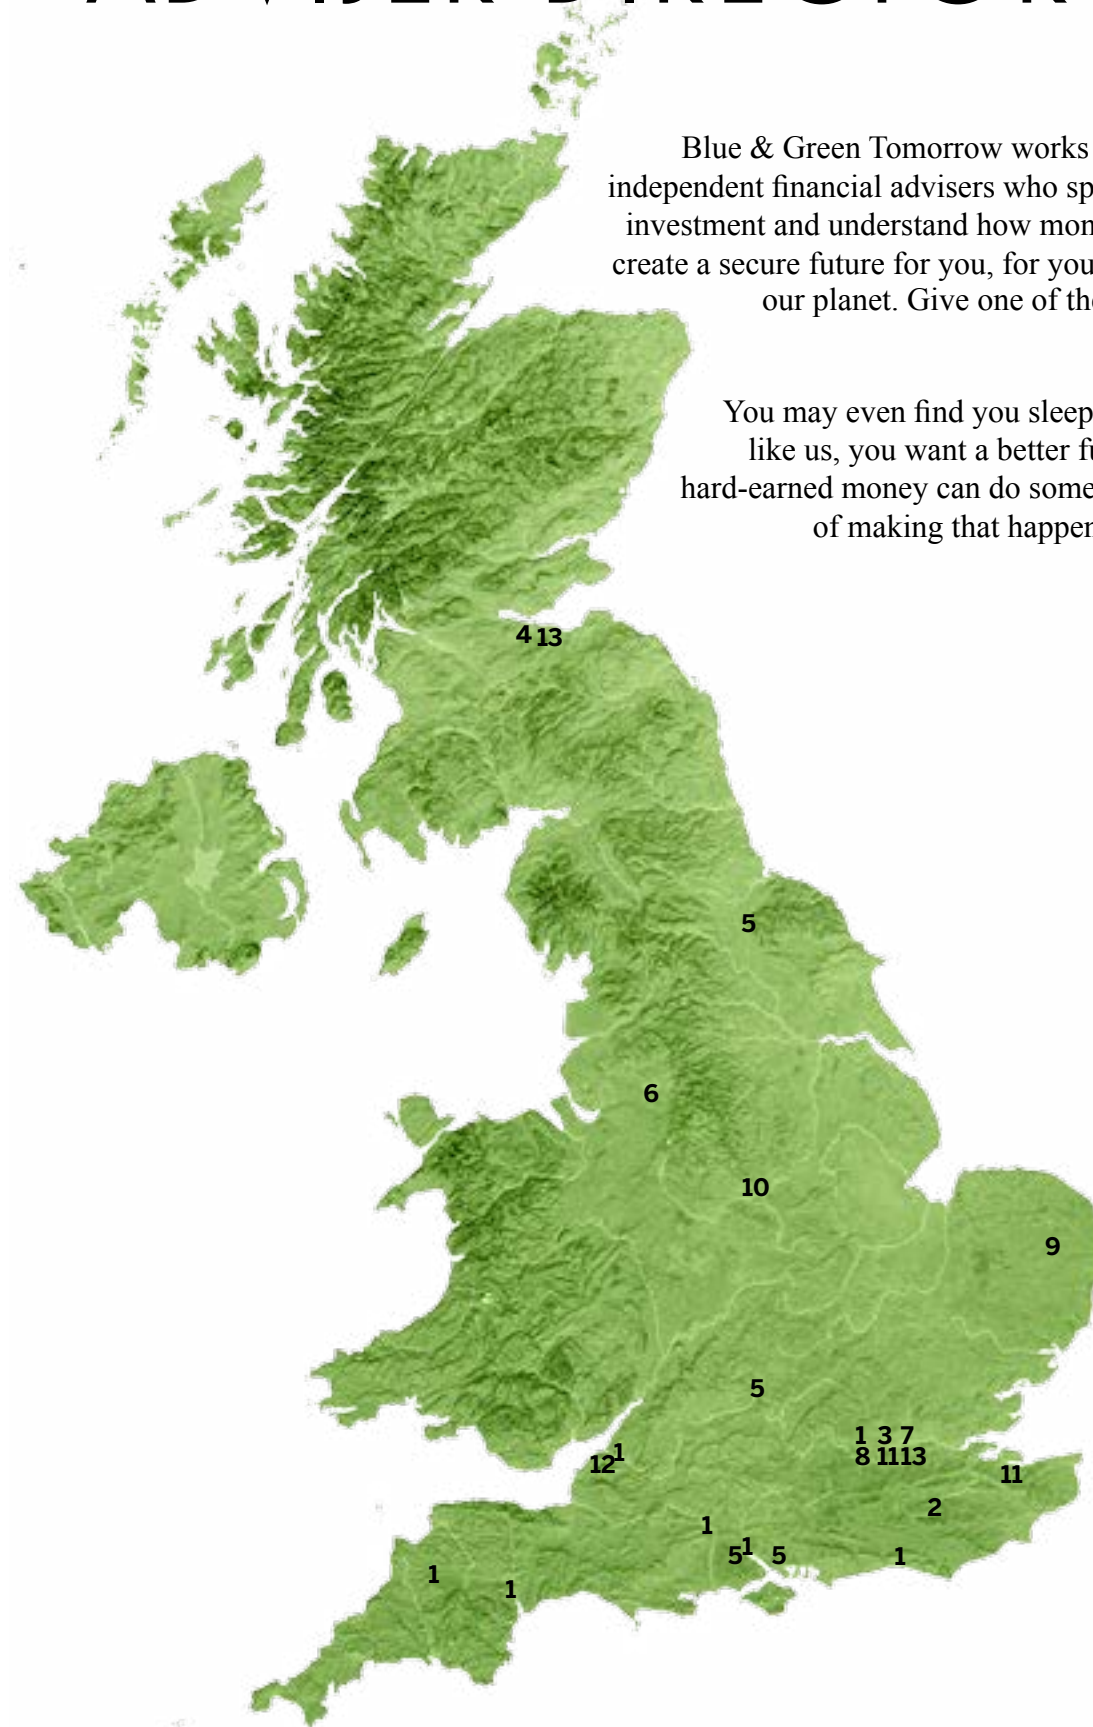 Blue & Green Tomorrow works
independent financial advisers who sp
investment and understand how mon
create a secure future for you, for you
our planet. Give one of the
You may even find you sleep
like us, you want a better fu
hard-earned money can do some
of making that happen
4 13
5
6
10
9
5
1 3 7
8 11 13
12 1
11
2
1
5 1 5
1
1
1